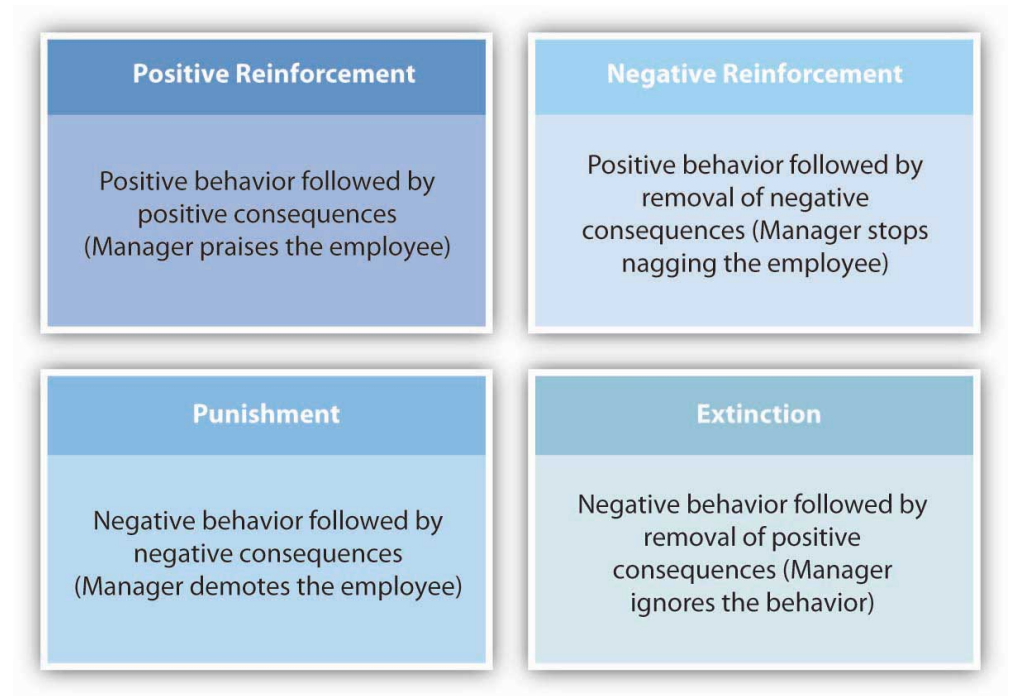 Positive Reinforcement
Positive behavior followed by
positive consequences
(Manager praises the employee)
Negative Reinforcement
Positive behavior followed by
removal of negative
consequences (Manager stops
nagging the employee)
Punishment
Negative behavior followed by
negative consequences
(Manager demotes the employee)
Extinction
Negative behavior followed by
removal of positive
consequences (Manager
ignores the behavior)